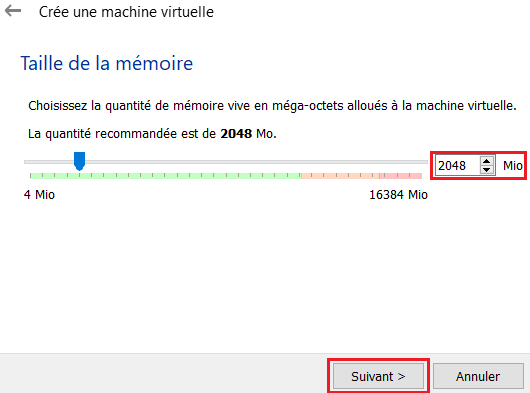 Crée une machine virtuelle
Taille de la mémoire
Choisissez la quantité de mémoire vive en méga-octets alloués à la machine virtuelle.
La quantité recommandée est de 2048 Mo.
2048 Mio
4 Mio 16384 Mio
Suivant > Annuler